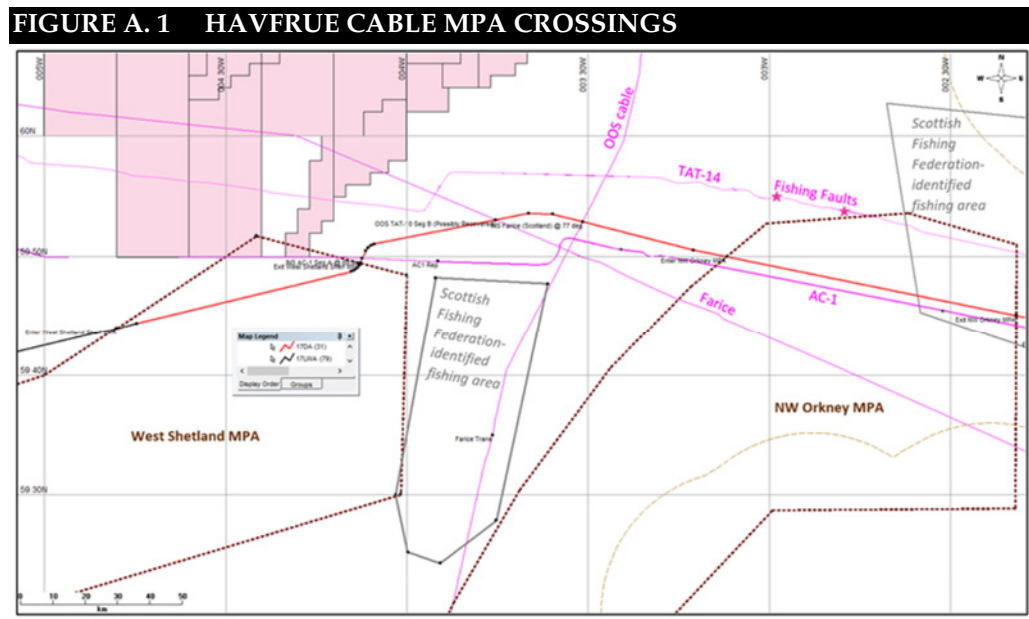 FIGURE A. 1 HAVFRUE CABLE MPA CROSSINGS
005W
004 30W
004W
003 30W
003W
002 30W
N
W
E
S
60N
OOS cable
TAT-14
Fishing Faults
Scottish
Fishing
Federation-
identified
fishing area
59 50N
AC1 Rep
Enter NW Orkney MPA
AC-1
Farice
Exit NW Orkney MPA
Enter West Shetland Shelf
Scottish
Fishing
Federation-
identified
fishing area
Map Legend
17DA (31)
17UWA (79)
Display Order
Groups
59 40N
West Shetland MPA
NW Orkney MPA
Farice Trans
59 30N
0 10 20 30 40 50
km